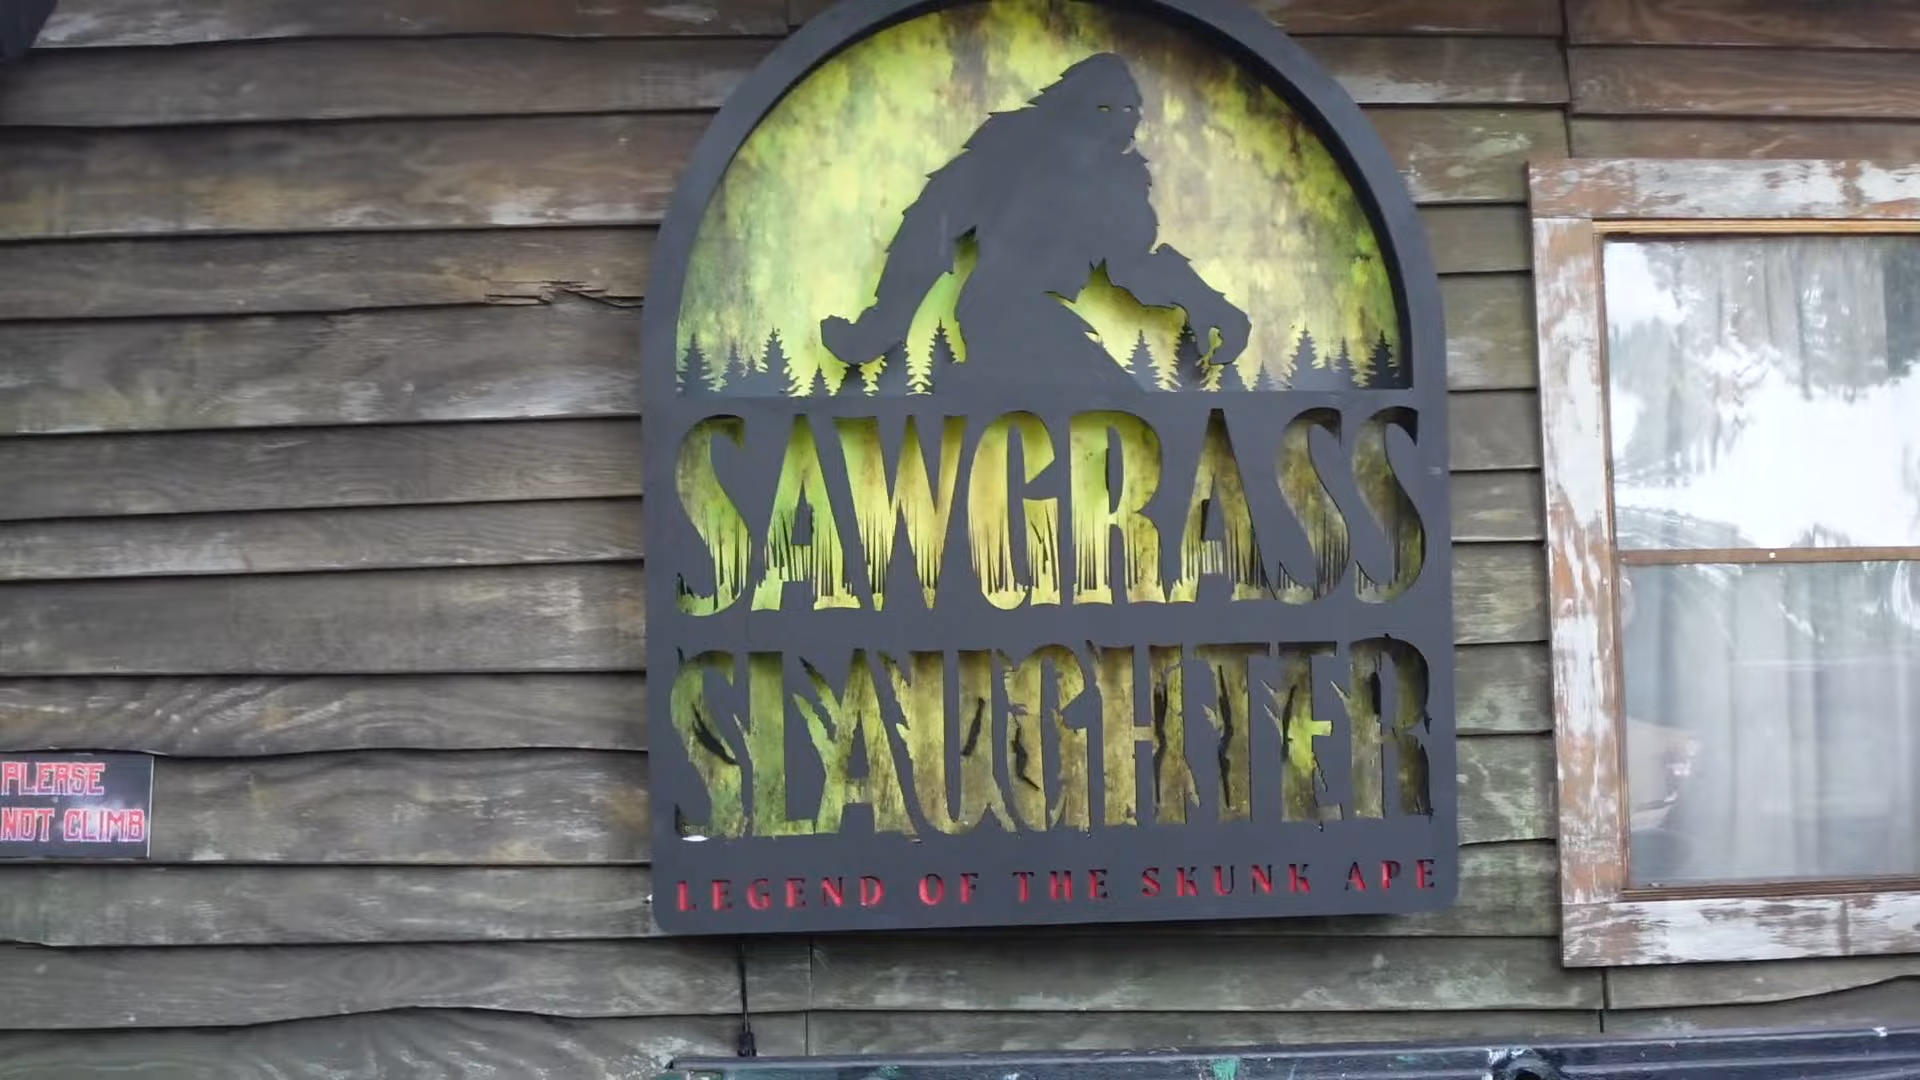 SAWGRASS
SLAUGHTER
LEGEND OF THE SKUNK APE
PLEASE
NOT CLIMB